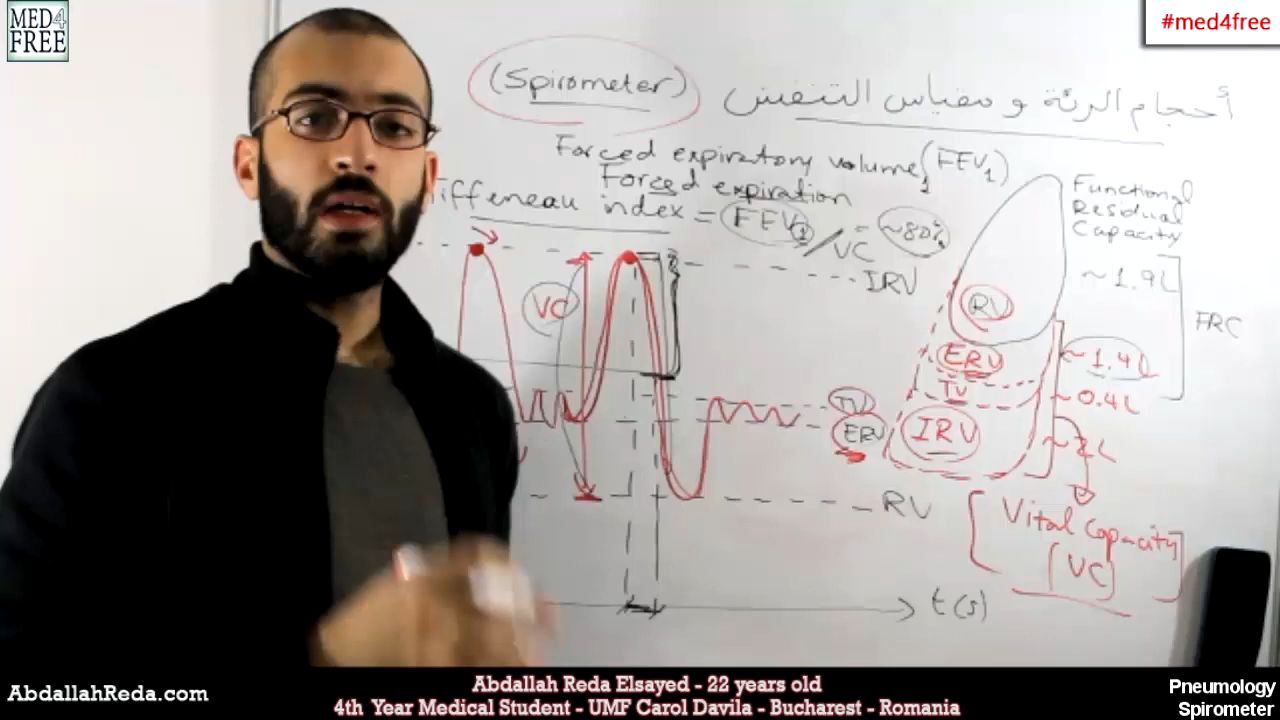 MED4
FREE
#med4free
(Spirometer)
أحجام الرئة و مقياس التنفس
Forced expiratory volume, (FEV1)
Forced expiration
iffeneau index = FEV1/VC = ~80%
Functional
Residual
Capacity
~1.9L
IRV
VC
RV
FRC
ERV
~1.4L
TV
~0.4L
TV
ERV
IRV
~2L
RV
Vital Capacity
(VC)
t(s)
AbdallahReda.com
Abdallah Reda Elsayed - 22 years old
4th Year Medical Student - UMF Carol Davila - Bucharest - Romania
Pneumology
Spirometer